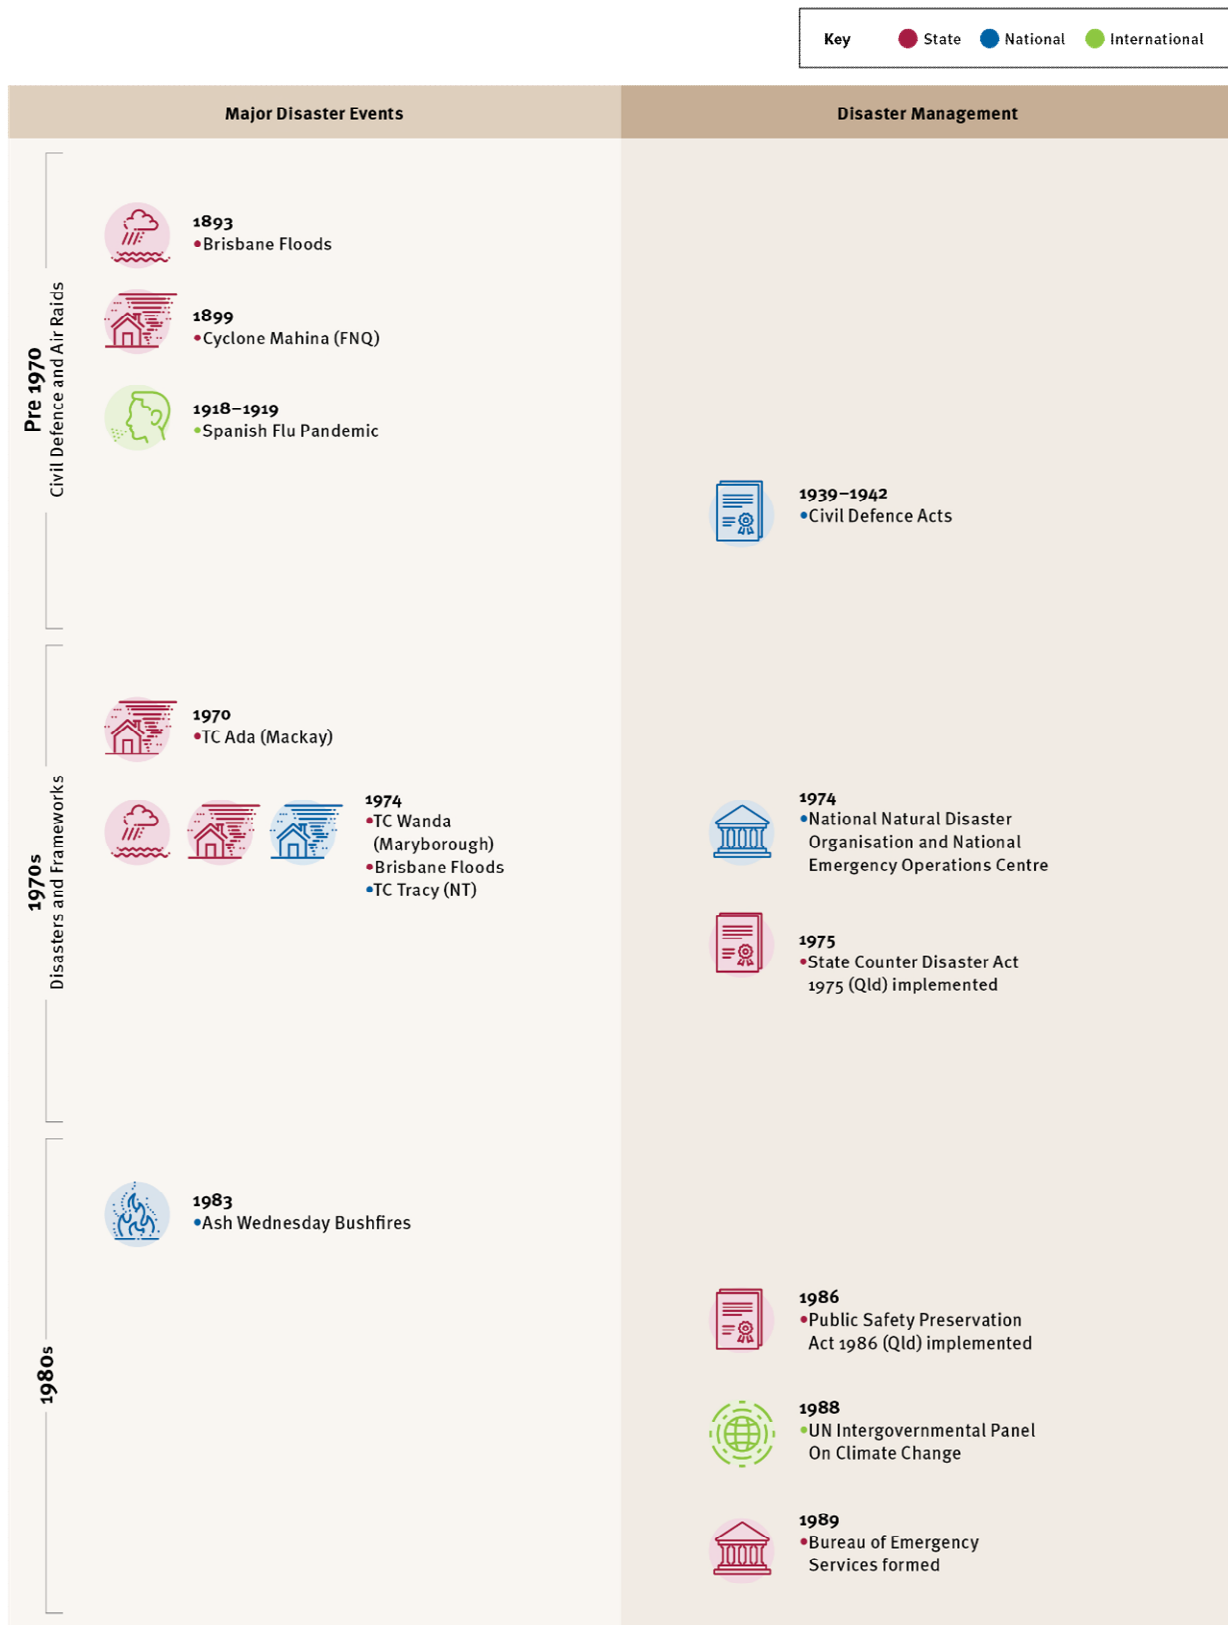 Key
State
National
International
Major Disaster Events
Disaster Management
Pre 1970
Civil Defence and Air Raids
1893
•Brisbane Floods
1899
•Cyclone Mahina (FNQ)
1918–1919
•Spanish Flu Pandemic
1939–1942
•Civil Defence Acts
1970s
Disasters and Frameworks
1970
•TC Ada (Mackay)
1974
•TC Wanda
(Maryborough)
•Brisbane Floods
•TC Tracy (NT)
1974
•National Natural Disaster
Organisation and National
Emergency Operations Centre
1975
•State Counter Disaster Act
1975 (Qld) implemented
1980s
1983
•Ash Wednesday Bushfires
1986
•Public Safety Preservation
Act 1986 (Qld) implemented
1988
•UN Intergovernmental Panel
On Climate Change
1989
•Bureau of Emergency
Services formed